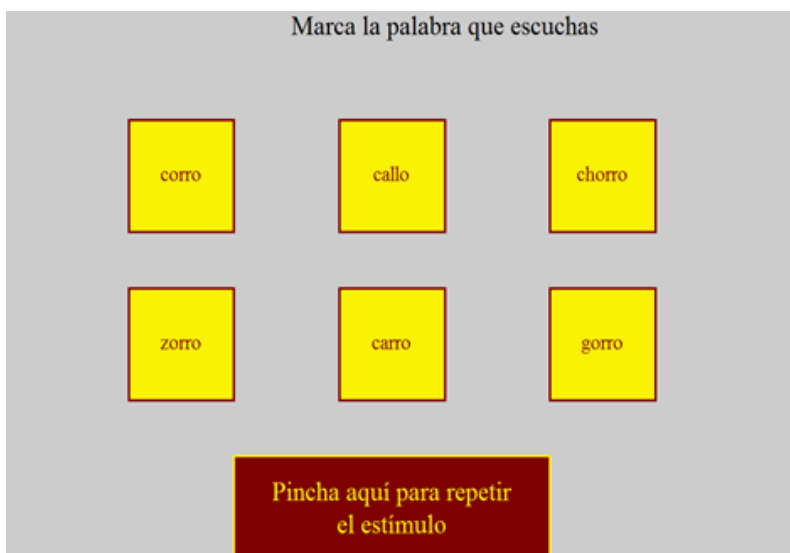 Marca la palabra que escuchas
corro
callo
chorro
zorro
carro
gorro
Pincha aquí para repetir
el estímulo